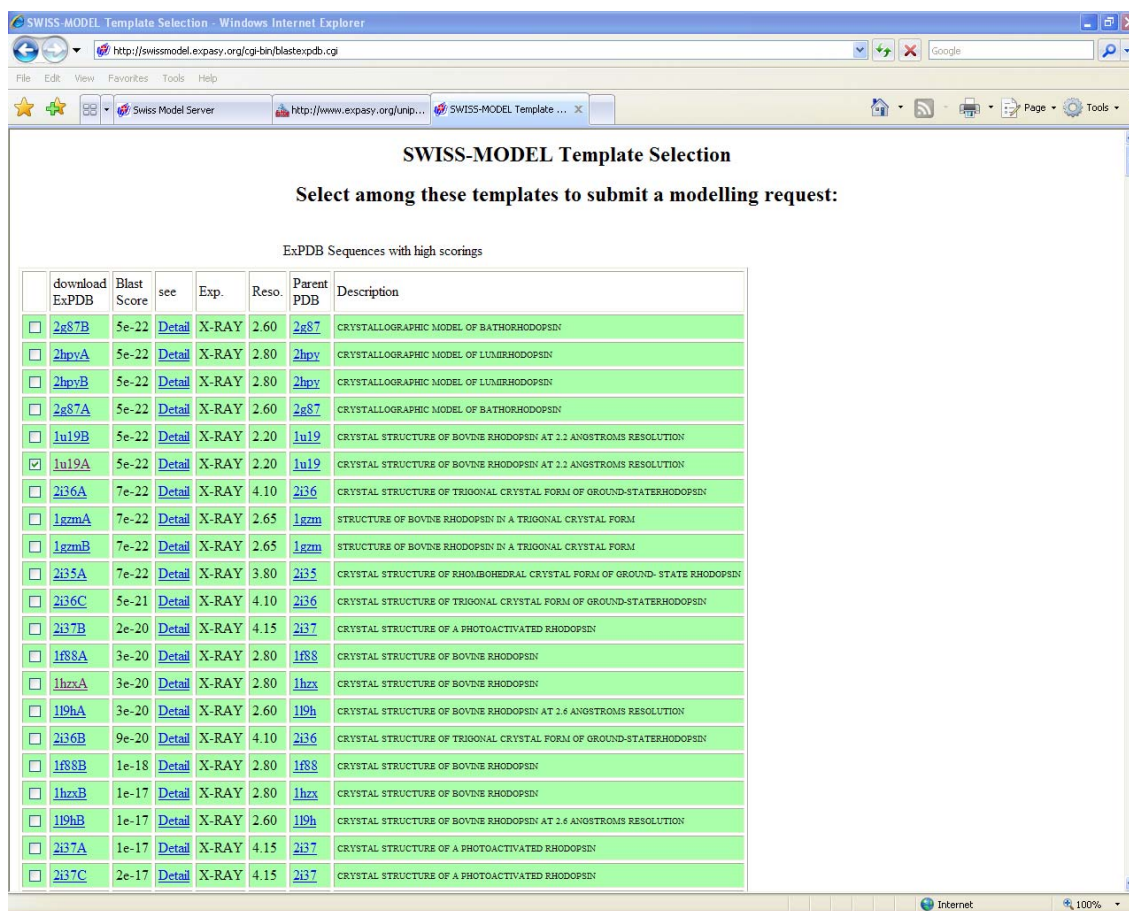 SWISS-MODEL Template Selection - Windows Internet Explorer
http://swissmodel.expasy.org/cgi-bin/blastexpdb.cgi Google
File Edit View Favorites Tools Help
Swiss Model Server http://www.expasy.org/unip... SWISS-MODEL Template ... X Page Tools
SWISS-MODEL Template Selection
Select among these templates to submit a modelling request:
ExPDB Sequences with high scorings
download ExPDB Blast Score see Exp. Reso. Parent PDB Description
2g87B 5e-22 Detail X-RAY 2.60 2g87 CRYSTALLOGRAPHIC MODEL OF BATHORHODOPSIN
2hpyA 5e-22 Detail X-RAY 2.80 2hpy CRYSTALLOGRAPHIC MODEL OF LUMIRHODOPSIN
2hpyB 5e-22 Detail X-RAY 2.80 2hpy CRYSTALLOGRAPHIC MODEL OF LUMIRHODOPSIN
2g87A 5e-22 Detail X-RAY 2.60 2g87 CRYSTALLOGRAPHIC MODEL OF BATHORHODOPSIN
1u19B 5e-22 Detail X-RAY 2.20 1u19 CRYSTAL STRUCTURE OF BOVINE RHODOPSIN AT 2.2 ANGSTROMS RESOLUTION
1u19A 5e-22 Detail X-RAY 2.20 1u19 CRYSTAL STRUCTURE OF BOVINE RHODOPSIN AT 2.2 ANGSTROMS RESOLUTION
2i36A 7e-22 Detail X-RAY 4.10 2i36 CRYSTAL STRUCTURE OF TRIGONAL CRYSTAL FORM OF GROUND-STATERHODOPSIN
1gzmA 7e-22 Detail X-RAY 2.65 1gzm STRUCTURE OF BOVINE RHODOPSIN IN A TRIGONAL CRYSTAL FORM
1gzmB 7e-22 Detail X-RAY 2.65 1gzm STRUCTURE OF BOVINE RHODOPSIN IN A TRIGONAL CRYSTAL FORM
2i35A 7e-22 Detail X-RAY 3.80 2i35 CRYSTAL STRUCTURE OF RHOMBOHEDRAL CRYSTAL FORM OF GROUND- STATE RHODOPSIN
2i36C 5e-21 Detail X-RAY 4.10 2i36 CRYSTAL STRUCTURE OF TRIGONAL CRYSTAL FORM OF GROUND-STATERHODOPSIN
2i37B 2e-20 Detail X-RAY 4.15 2i37 CRYSTAL STRUCTURE OF A PHOTOACTIVATED RHODOPSIN
1f88A 3e-20 Detail X-RAY 2.80 1f88 CRYSTAL STRUCTURE OF BOVINE RHODOPSIN
1hzxA 3e-20 Detail X-RAY 2.80 1hzx CRYSTAL STRUCTURE OF BOVINE RHODOPSIN
1l9hA 3e-20 Detail X-RAY 2.60 1l9h CRYSTAL STRUCTURE OF BOVINE RHODOPSIN AT 2.6 ANGSTROMS RESOLUTION
2i36B 9e-20 Detail X-RAY 4.10 2i36 CRYSTAL STRUCTURE OF TRIGONAL CRYSTAL FORM OF GROUND-STATERHODOPSIN
1f88B 1e-18 Detail X-RAY 2.80 1f88 CRYSTAL STRUCTURE OF BOVINE RHODOPSIN
1hzxB 1e-17 Detail X-RAY 2.80 1hzx CRYSTAL STRUCTURE OF BOVINE RHODOPSIN
1l9hB 1e-17 Detail X-RAY 2.60 1l9h CRYSTAL STRUCTURE OF BOVINE RHODOPSIN AT 2.6 ANGSTROMS RESOLUTION
2i37A 1e-17 Detail X-RAY 4.15 2i37 CRYSTAL STRUCTURE OF A PHOTOACTIVATED RHODOPSIN
2i37C 2e-17 Detail X-RAY 4.15 2i37 CRYSTAL STRUCTURE OF A PHOTOACTIVATED RHODOPSIN
Internet 100%